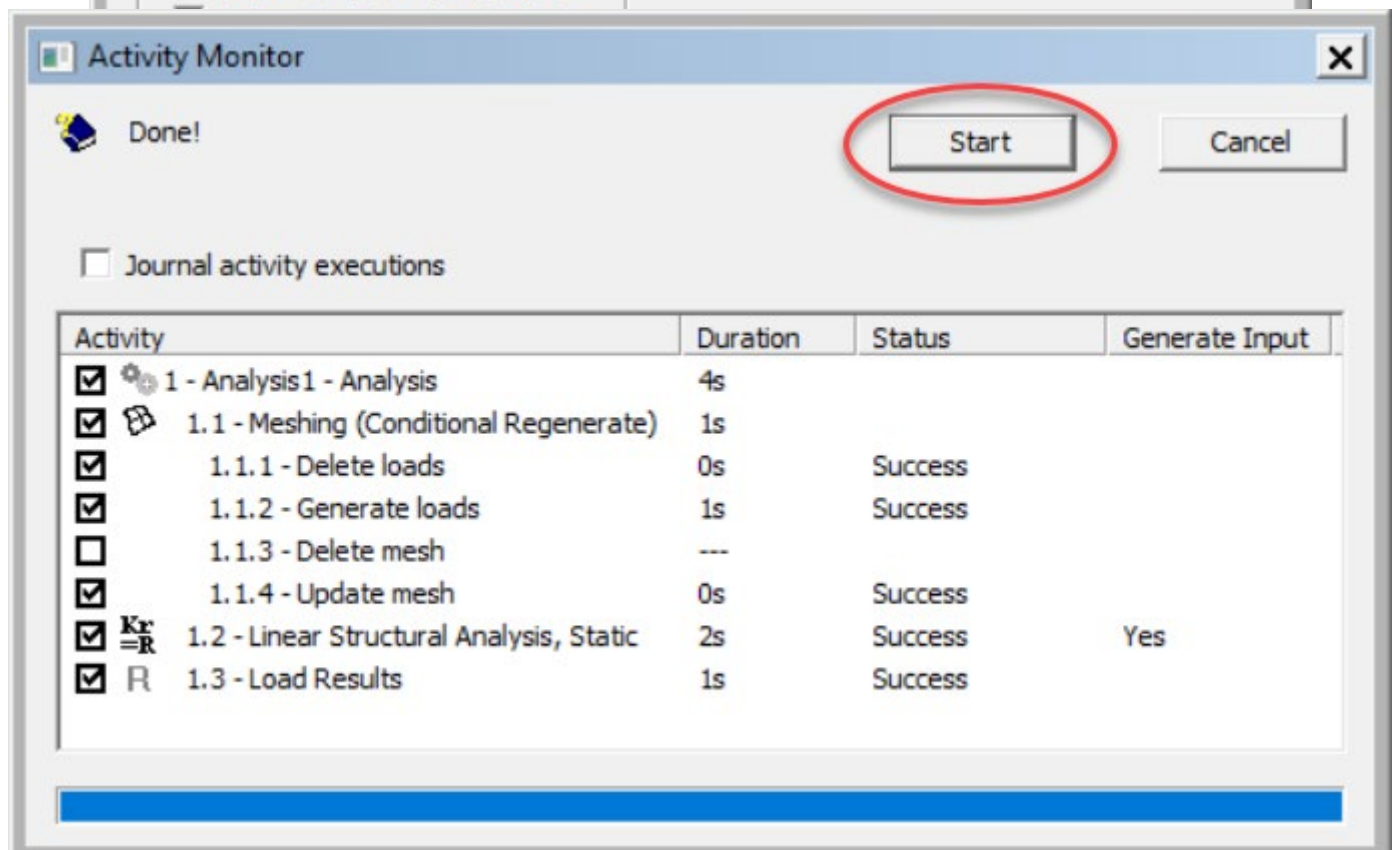 Activity Monitor
Done!
Start
Cancel
Journal activity executions
Activity Duration Status Generate Input
1 - Analysis1 - Analysis 4s
1.1 - Meshing (Conditional Regenerate) 1s
1.1.1 - Delete loads 0s Success
1.1.2 - Generate loads 1s Success
1.1.3 - Delete mesh ---
1.1.4 - Update mesh 0s Success
Kr
=R 1.2 - Linear Structural Analysis, Static 2s Success Yes
R 1.3 - Load Results 1s Success